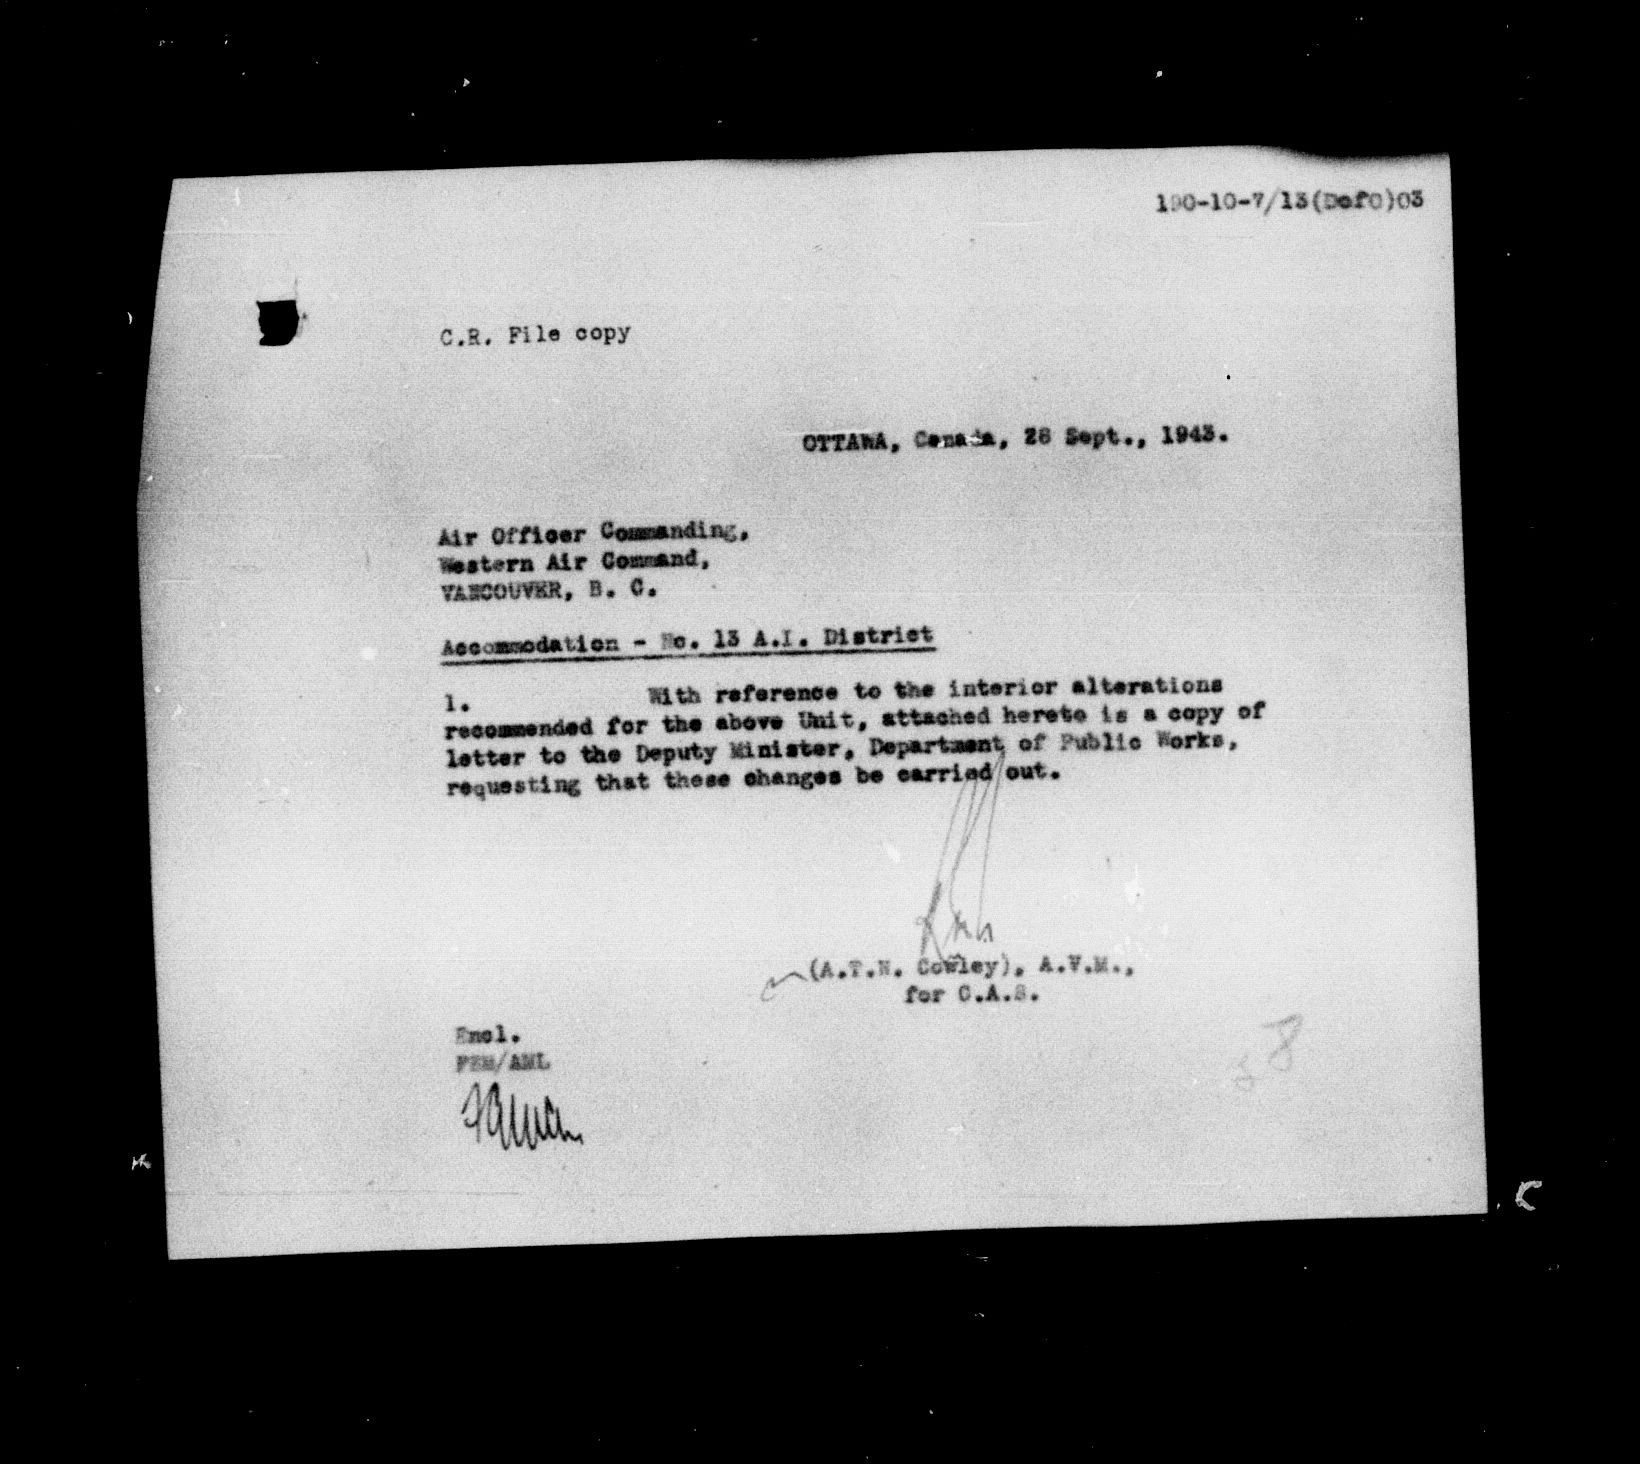 190-10-7/13(DofO)O3
C.R. File copy
OTTAWA, Canada, 28 Sept., 1943.
Air Officer Commanding,
Western Air Command,
VANCOUVER, B. C.
Accommodation - No. 13 A.I. District
1. With reference to the interior alterations
recommended for the above Unit, attached hereto is a copy of
letter to the Deputy Minister, Department of Public Works,
requesting that these changes be carried out.
(A.T.N. Cowley), A.V.M.,
for C.A.S.
Encl.
FEM/AML